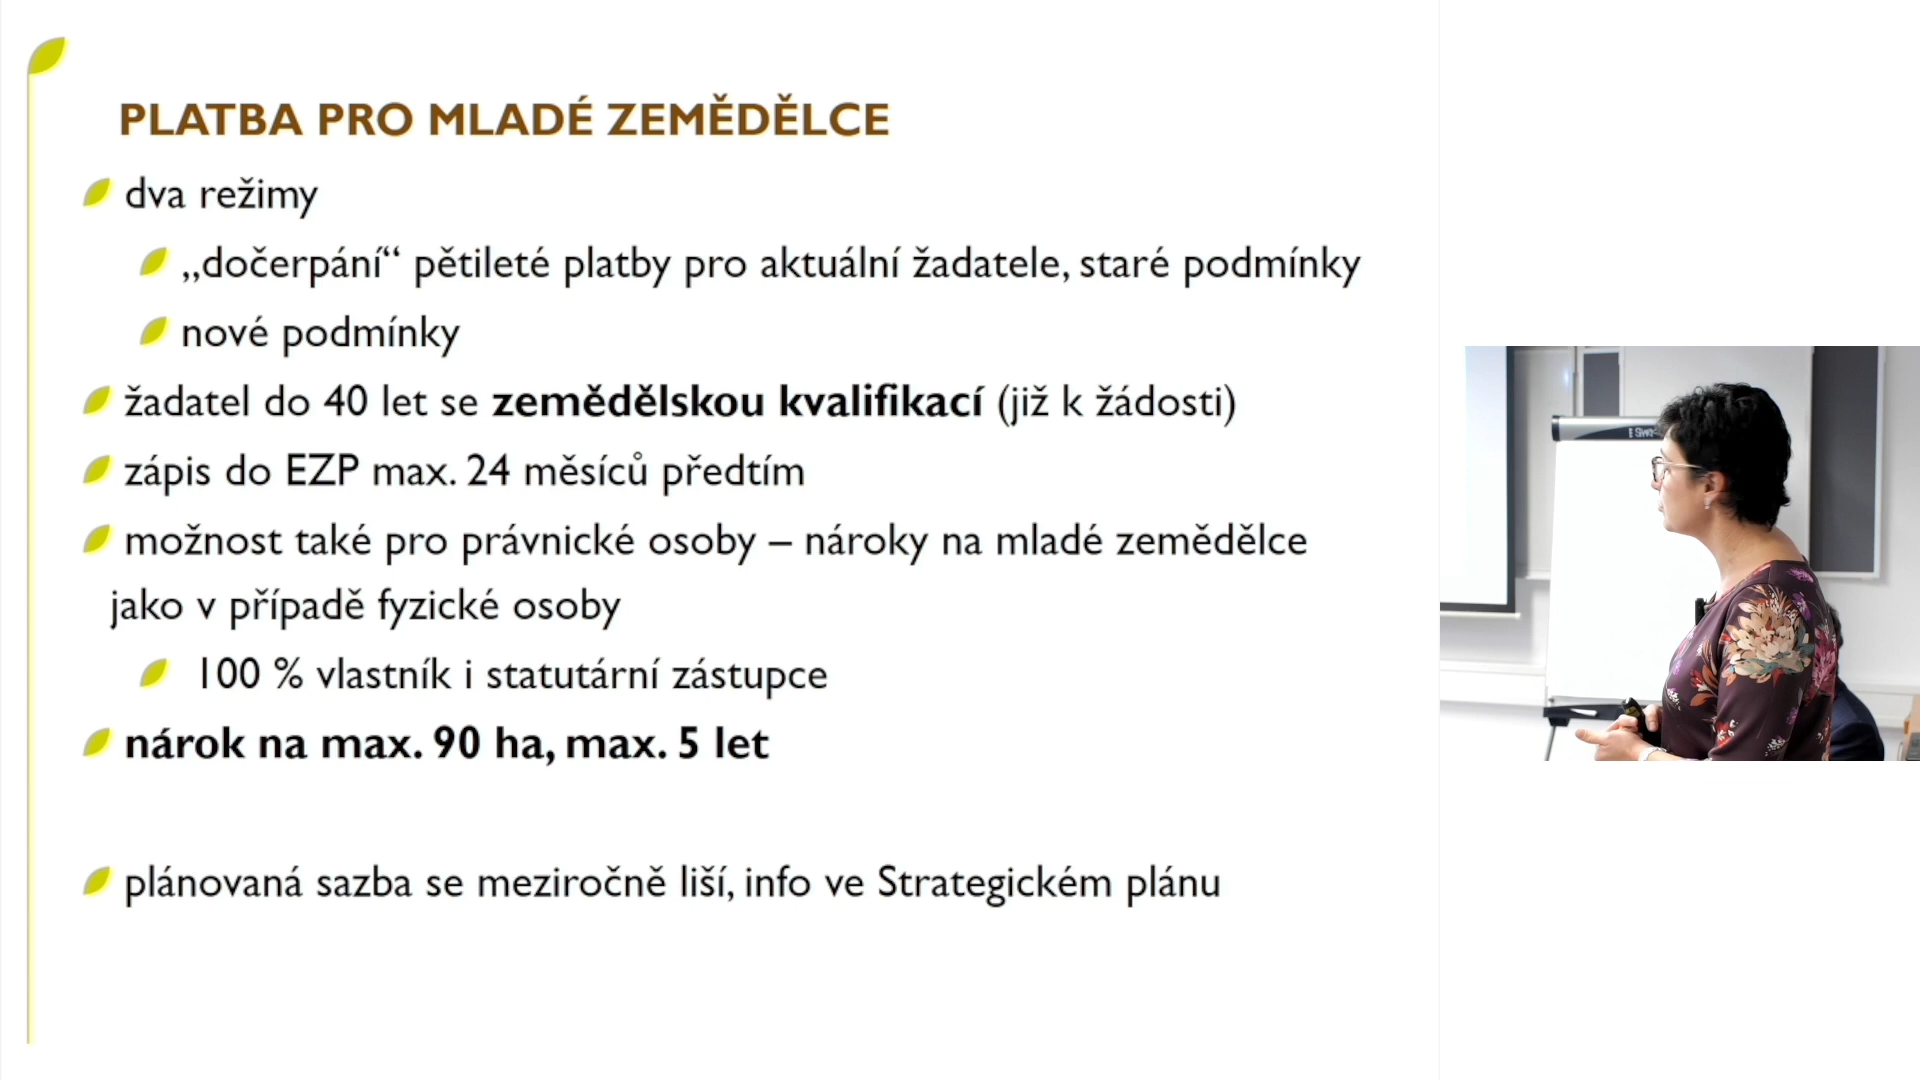 PLATBA PRO MLADÉ ZEMĚDĚLCE
dva režimy
„dočerpání“ pětileté platby pro aktuální žadatele, staré podmínky
nové podmínky
žadatel do 40 let se zemědělskou kvalifikací (již k žádosti)
zápis do EZP max. 24 měsíců předtím
možnost také pro právnické osoby – nároky na mladé zemědělce
jako v případě fyzické osoby
100 % vlastník i statutární zástupce
nárok na max. 90 ha, max. 5 let
plánovaná sazba se meziročně liší, info ve Strategickém plánu